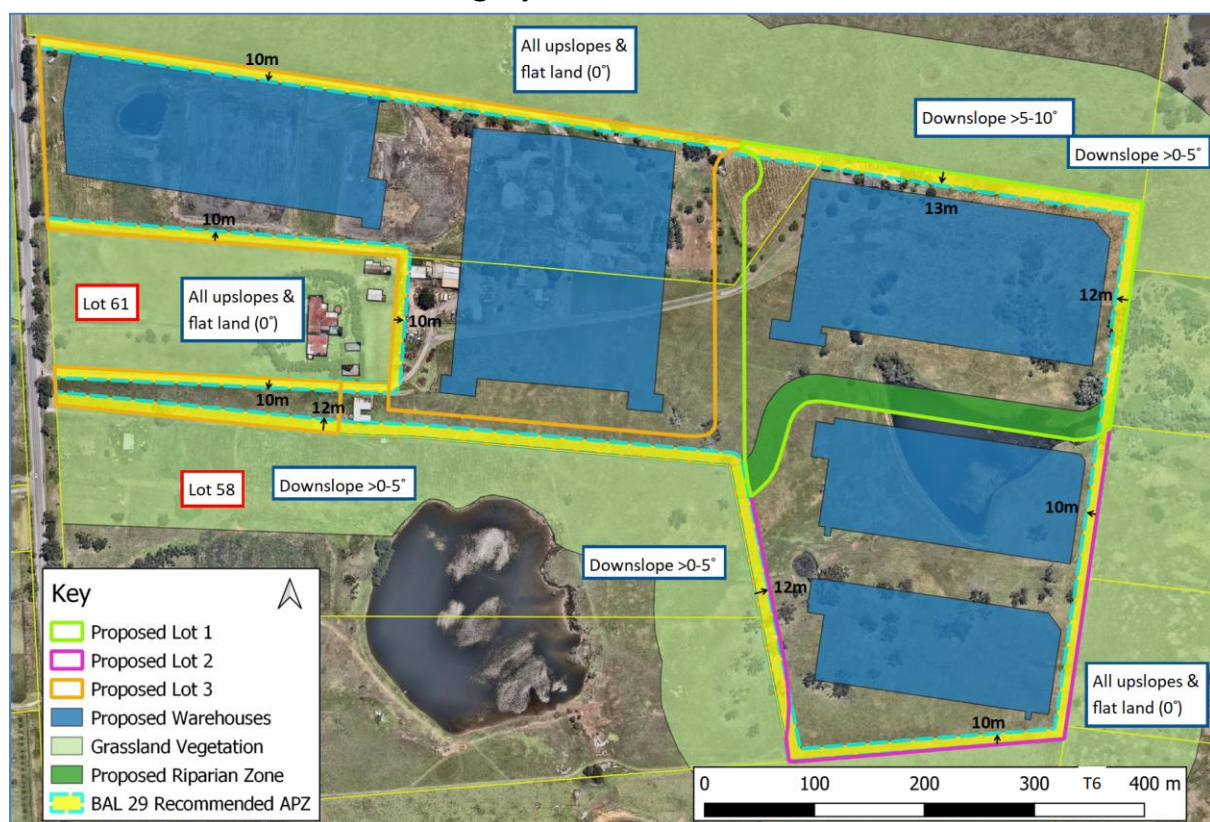 All upslopes &
flat land (0˚)
10m
Downslope >5-10˚
Downslope >0-5˚
13m
10m
12m
Lot 61
All upslopes &
flat land (0˚)
10m
10m
12m
Lot 58
Downslope >0-5˚
10m
Downslope >0-5˚
12m
All upslopes &
flat land (0˚)
10m
Key
Proposed Lot 1
Proposed Lot 2
Proposed Lot 3
Proposed Warehouses
Grassland Vegetation
Proposed Riparian Zone
BAL 29 Recommended APZ
0 100 200 300 T6 400 m